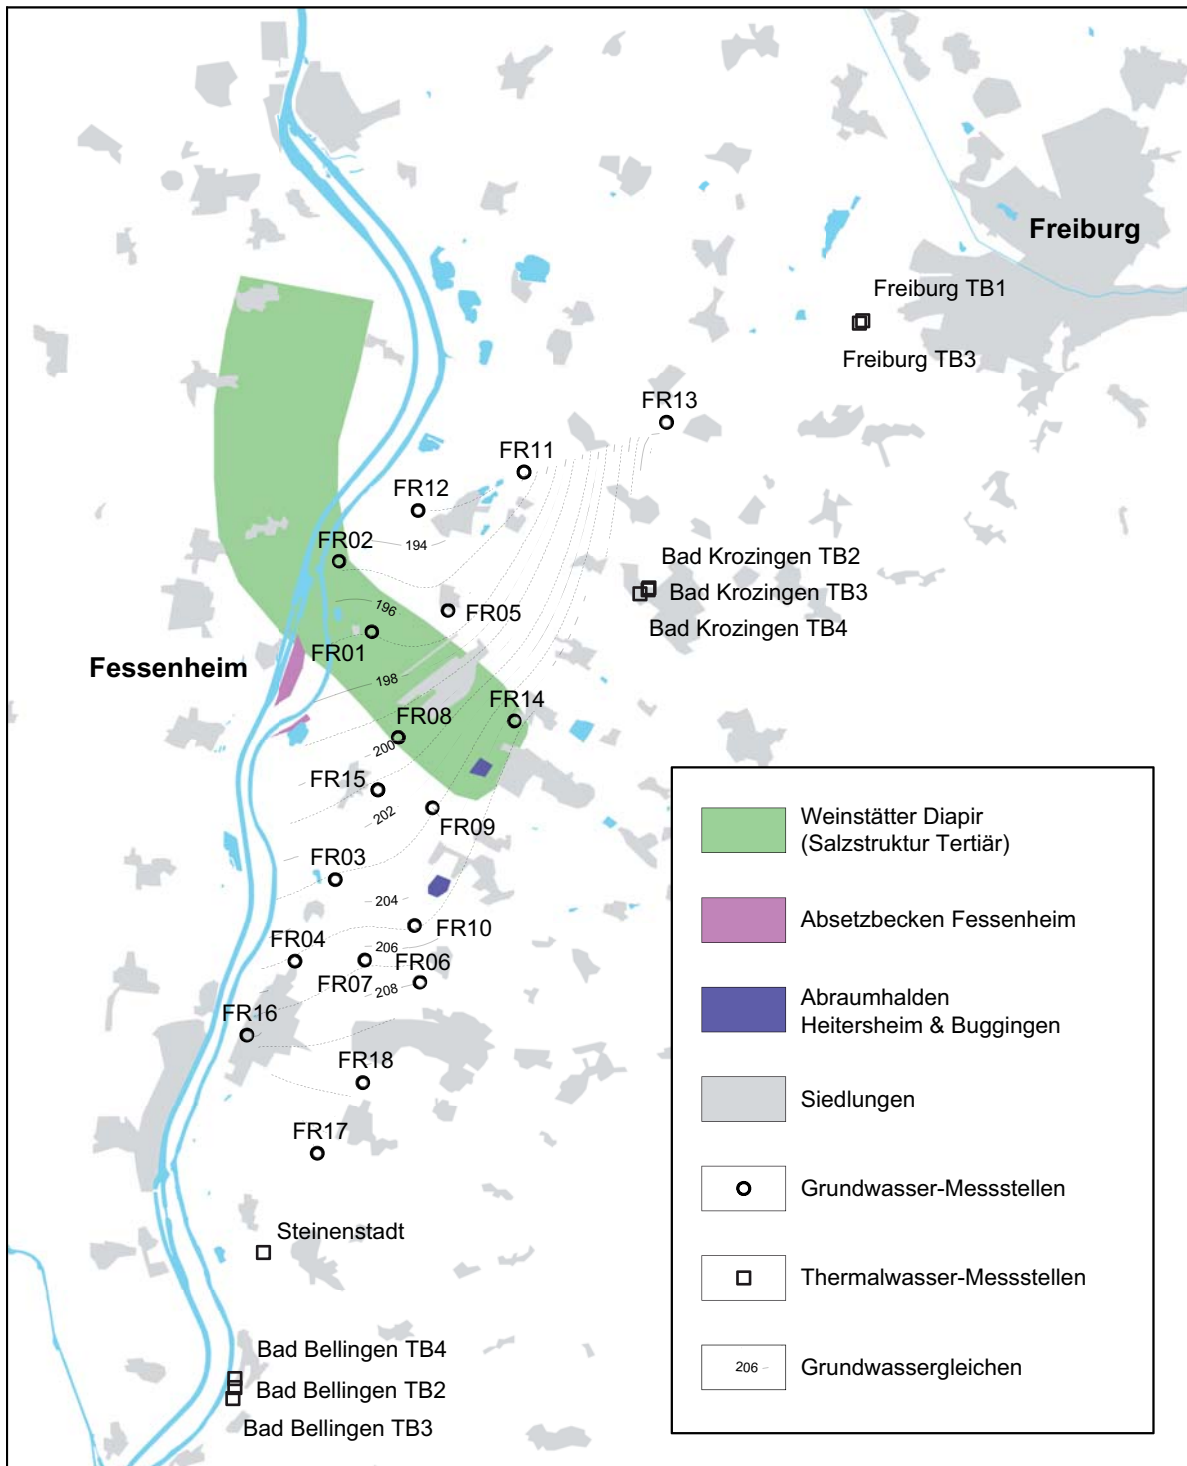 Freiburg
Freiburg TB1
Freiburg TB3
FR13
FR11
FR12
194
FR02
Bad Krozingen TB2
Bad Krozingen TB3
Bad Krozingen TB4
196
FR05
FR01
Fessenheim
198
FR14
FR08
200
FR15
202
FR09
FR03
204
FR10
FR04
206
FR06
FR07
208
FR16
FR18
FR17
Steinenstadt
Bad Bellingen TB4
Bad Bellingen TB2
Bad Bellingen TB3
Weinstätter Diapir
(Salzstruktur Tertiär)
Absetzbecken Fessenheim
Abraumhalden
Heitersheim & Buggingen
Siedlungen
Grundwasser-Messstellen
Thermalwasser-Messstellen
206
Grundwassergleichen